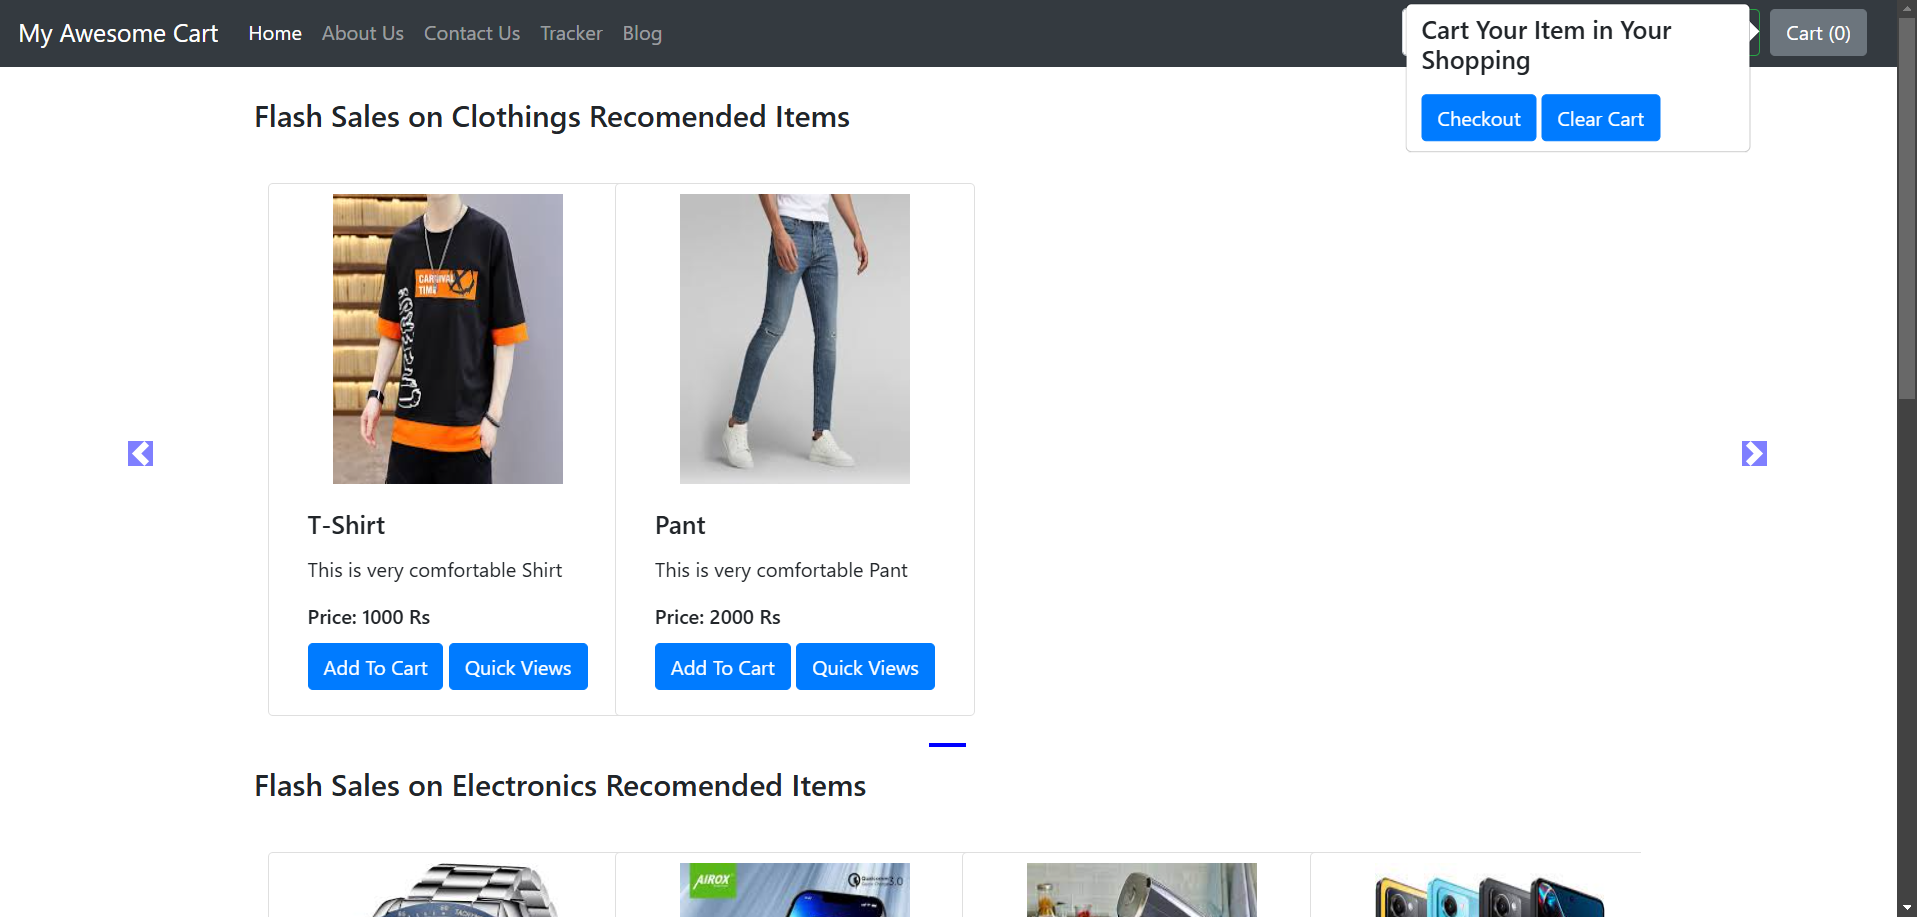 My Awesome Cart
Home
About Us
Contact Us
Tracker
Blog
Cart Your Item in Your
Shopping
Checkout
Clear Cart
Cart (0)
Flash Sales on Clothings Recomended Items
CARNIVAL
TIME
T-Shirt
This is very comfortable Shirt
Price: 1000 Rs
Add To Cart
Quick Views
Pant
This is very comfortable Pant
Price: 2000 Rs
Add To Cart
Quick Views
Flash Sales on Electronics Recomended Items
AIROX
3.0